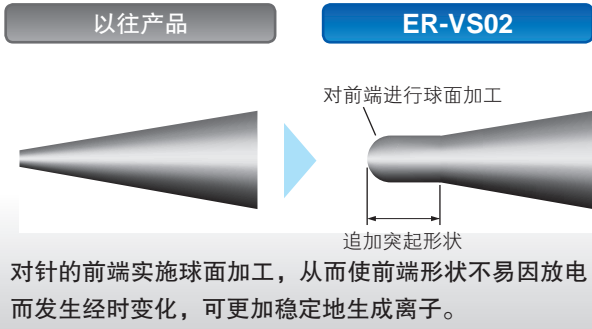 以往产品
ER-VS02
对前端进行球面加工
追加突起形状
对针的前端实施球面加工，从而使前端形状不易因放电
而发生经时变化，可更加稳定地生成离子。